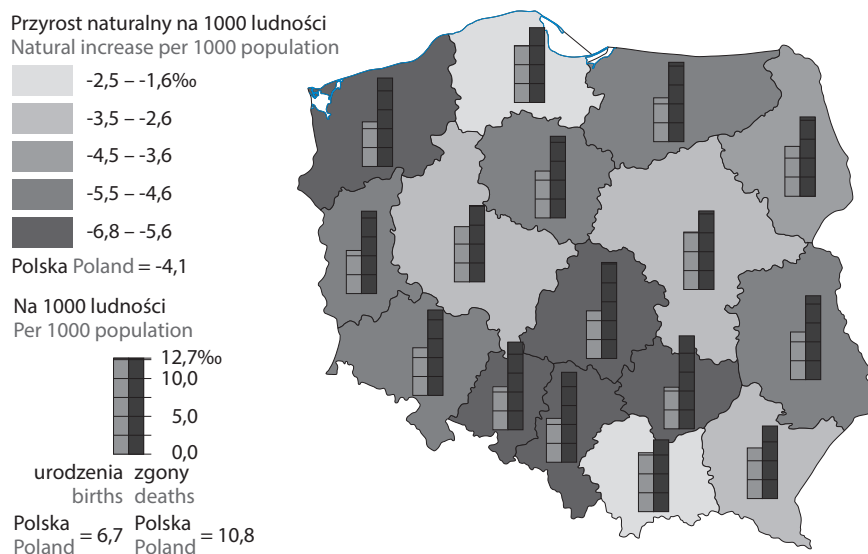 Przyrost naturalny na 1000 ludności
Natural increase per 1000 population
-2,5 – -1,6‰
-3,5 – -2,6
-4,5 – -3,6
-5,5 – -4,6
-6,8 – -5,6
Polska Poland = -4,1
Na 1000 ludności
Per 1000 population
12,7‰
10,0
5,0
0,0
urodzenia zgony
births deaths
Polska Poland = 6,7 Polska Poland = 10,8